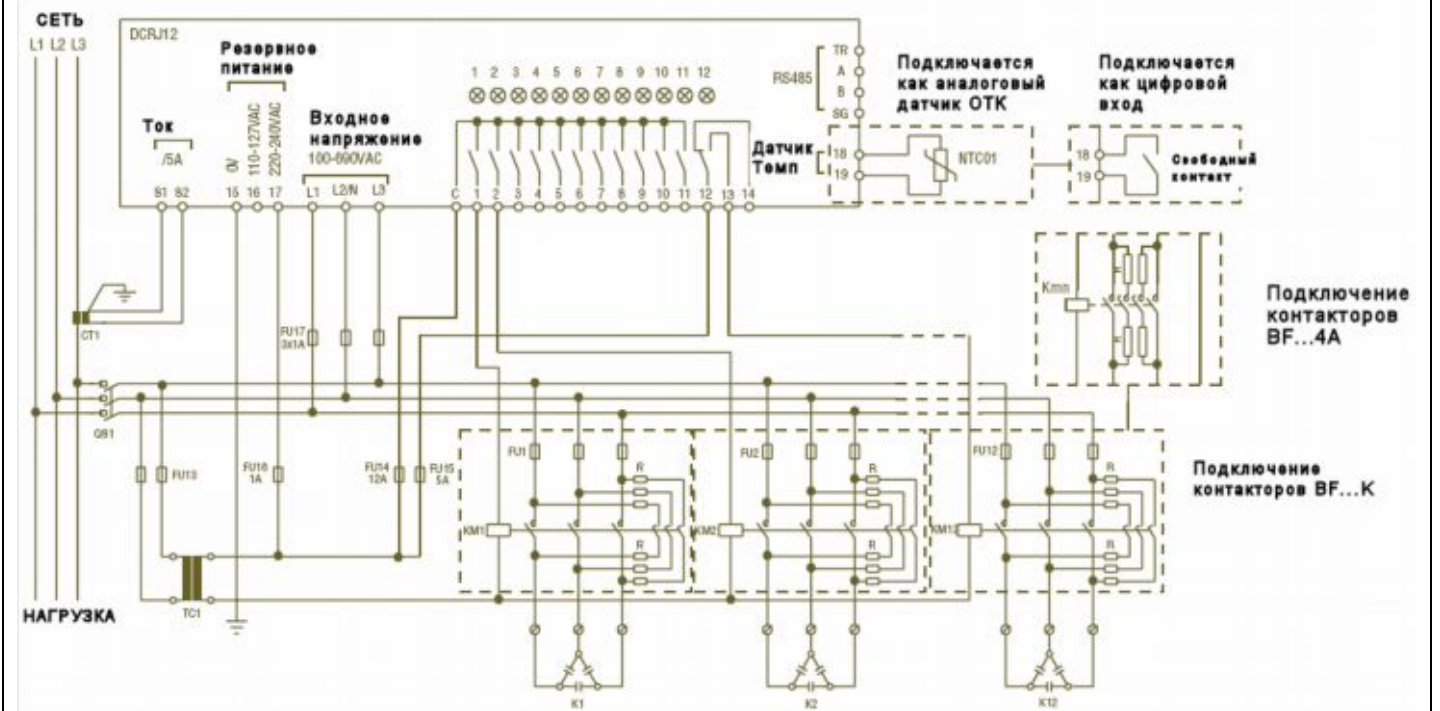 СЕТЬ
L1 L2 L3
DCRJ12
Резервное
питание
Ток
/5A
0V
110-127VAC
220-240VAC
Входное
напряжение
100-690VAC
1 2 3 4 5 6 7 8 9 10 11 12
RS485
TR
A
B
SG
Подключается
как аналоговый
датчик ОТК
Подключается
как цифровой
вход
Датчик
Темп
18
19
NTC01
18
19
Свободный
контакт
S1 S2 15 16 17 L1 L2/N L3 C 1 2 3 4 5 6 7 8 9 10 11 12 13 14
CT1
FU17
3x1A
Kmn
R
R
Подключение
контакторов
BF...4A
QS1
FU13
FU16
1A
FU14
12A
FU15
5A
FU1
R
KM1
R
FU2
R
KM2
R
FU12
R
KM12
R
Подключение
контакторов BF...K
TC1
НАГРУЗКА
K1
K2
K12